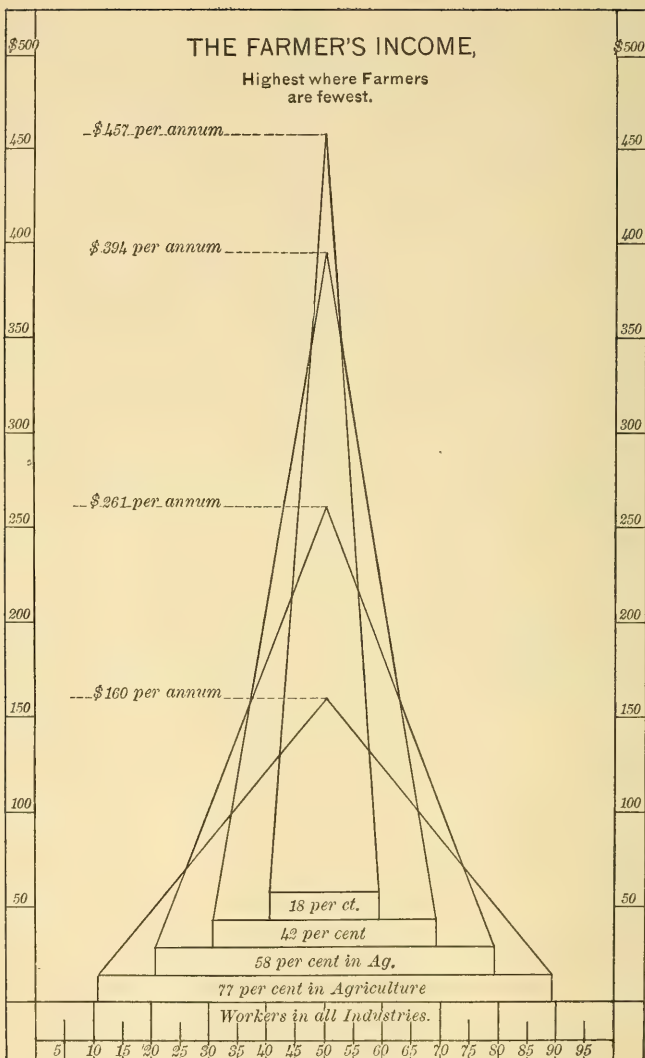 THE FARMER'S INCOME,
Highest where Farmers
are fewest.
$500 $500
$457 per annum
450 450
400 400
$394 per annum
350 350
300 300
$261 per annum
250 250
200 200
$160 per annum
150 150
100 100
50 50
18 per ct.
42 per cent
58 per cent in Ag.
77 per cent in Agriculture
Workers in all Industries.
5 10 15 20 25 30 35 40 45 50 55 60 65 70 75 80 85 90 95